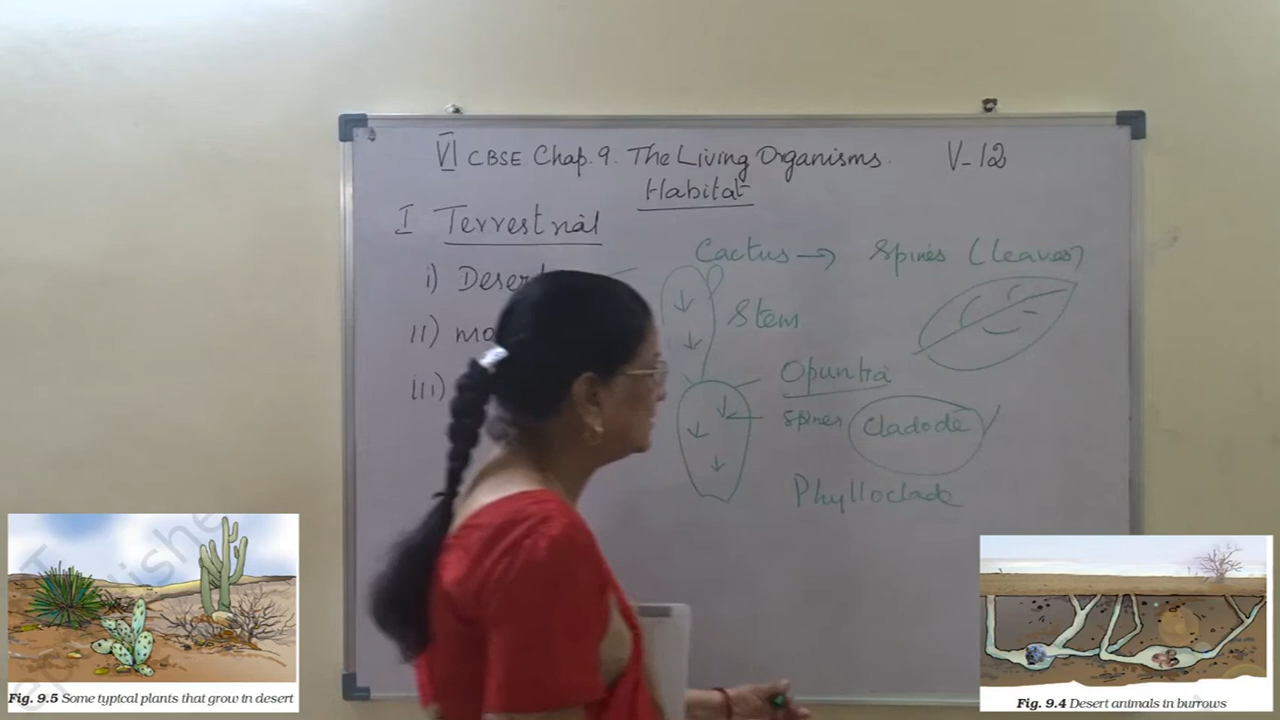 VI CBSE Chap. 9. The Living Organisms. V-12
Habitat
I Terrestrial
Cactus → Spines (leaves)
i) Desert
Stem
ii) mo
iii)
Opuntia
spines cladode
Phylloclade
Fig. 9.5 Some typical plants that grow in desert
Fig. 9.4 Desert animals in burrows